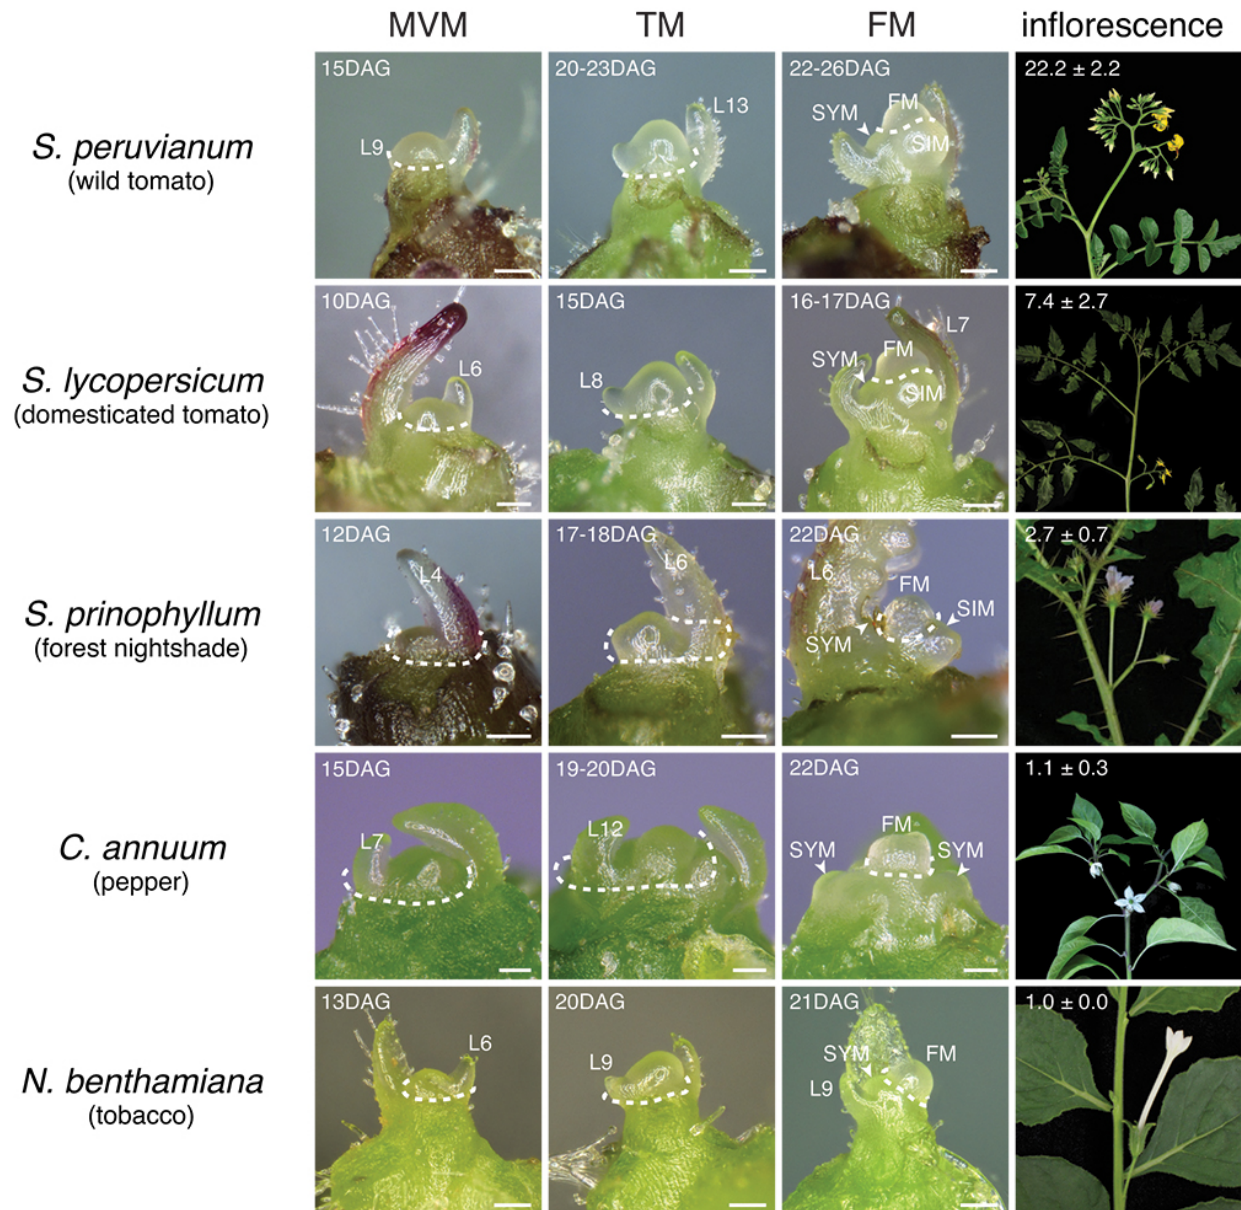 MVM TM FM inflorescence
S. peruvianum
(wild tomato)
15DAG
L9
20-23DAG
L13
22-26DAG
SYM
FM
SIM
22.2 ± 2.2
S. lycopersicum
(domesticated tomato)
10DAG
L6
15DAG
L8
16-17DAG
L7
SYM
FM
SIM
7.4 ± 2.7
S. prinophyllum
(forest nightshade)
12DAG
L4
17-18DAG
L6
22DAG
L6
FM
SIM
SYM
2.7 ± 0.7
C. annuum
(pepper)
15DAG
L7
19-20DAG
L12
22DAG
FM
SYM
SYM
1.1 ± 0.3
N. benthamiana
(tobacco)
13DAG
L6
20DAG
L9
21DAG
SYM
FM
L9
1.0 ± 0.0